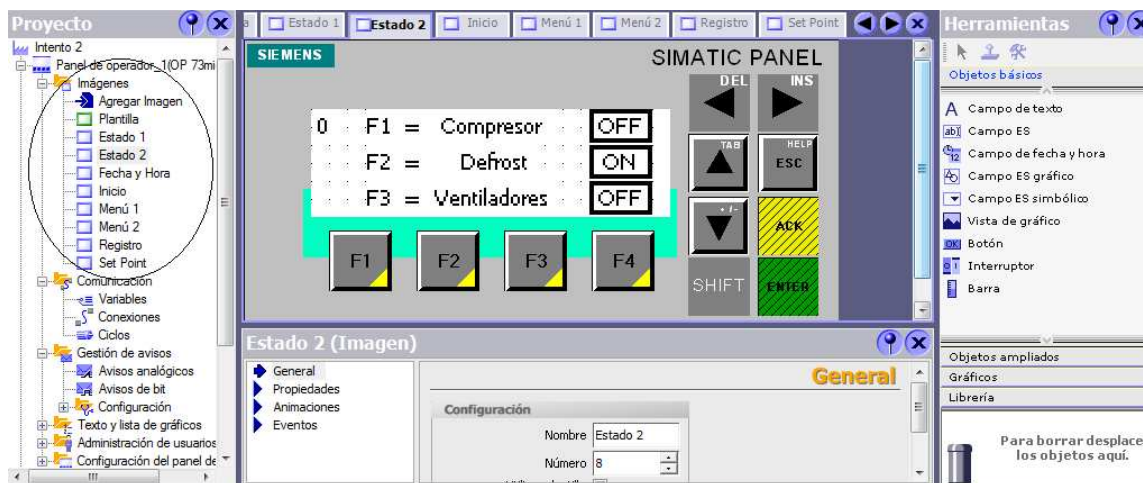 Proyecto
Intento 2
Panel de operador_1(OP 73mi
Imágenes
Agregar Imagen
Plantilla
Estado 1
Estado 2
Fecha y Hora
Inicio
Menú 1
Menú 2
Registro
Set Point
Comunicación
Variables
Conexiones
Ciclos
Gestión de avisos
Avisos analógicos
Avisos de bit
Configuración
Texto y lista de gráficos
Administración de usuarios
Configuración del panel de
a Estado 1 Estado 2 Inicio Menú 1 Menú 2 Registro Set Point
SIEMENS SIMATIC PANEL
DEL INS
0 F1 = Compresor OFF
F2 = Defrost ON
F3 = Ventiladores OFF
TAB HELP
ESC
+ / -
ACK
F1 F2 F3 F4
SHIFT ENTER
Estado 2 (Imagen)
General
Propiedades
Animaciones
Eventos
General
Configuración
Nombre Estado 2
Número 8
Herramientas
Objetos básicos
A Campo de texto
abI Campo ES
12 Campo de fecha y hora
Campo ES gráfico
Campo ES simbólico
Vista de gráfico
OK Botón
0 1 Interruptor
Barra
Objetos ampliados
Gráficos
Librería
Para borrar desplace
los objetos aquí.